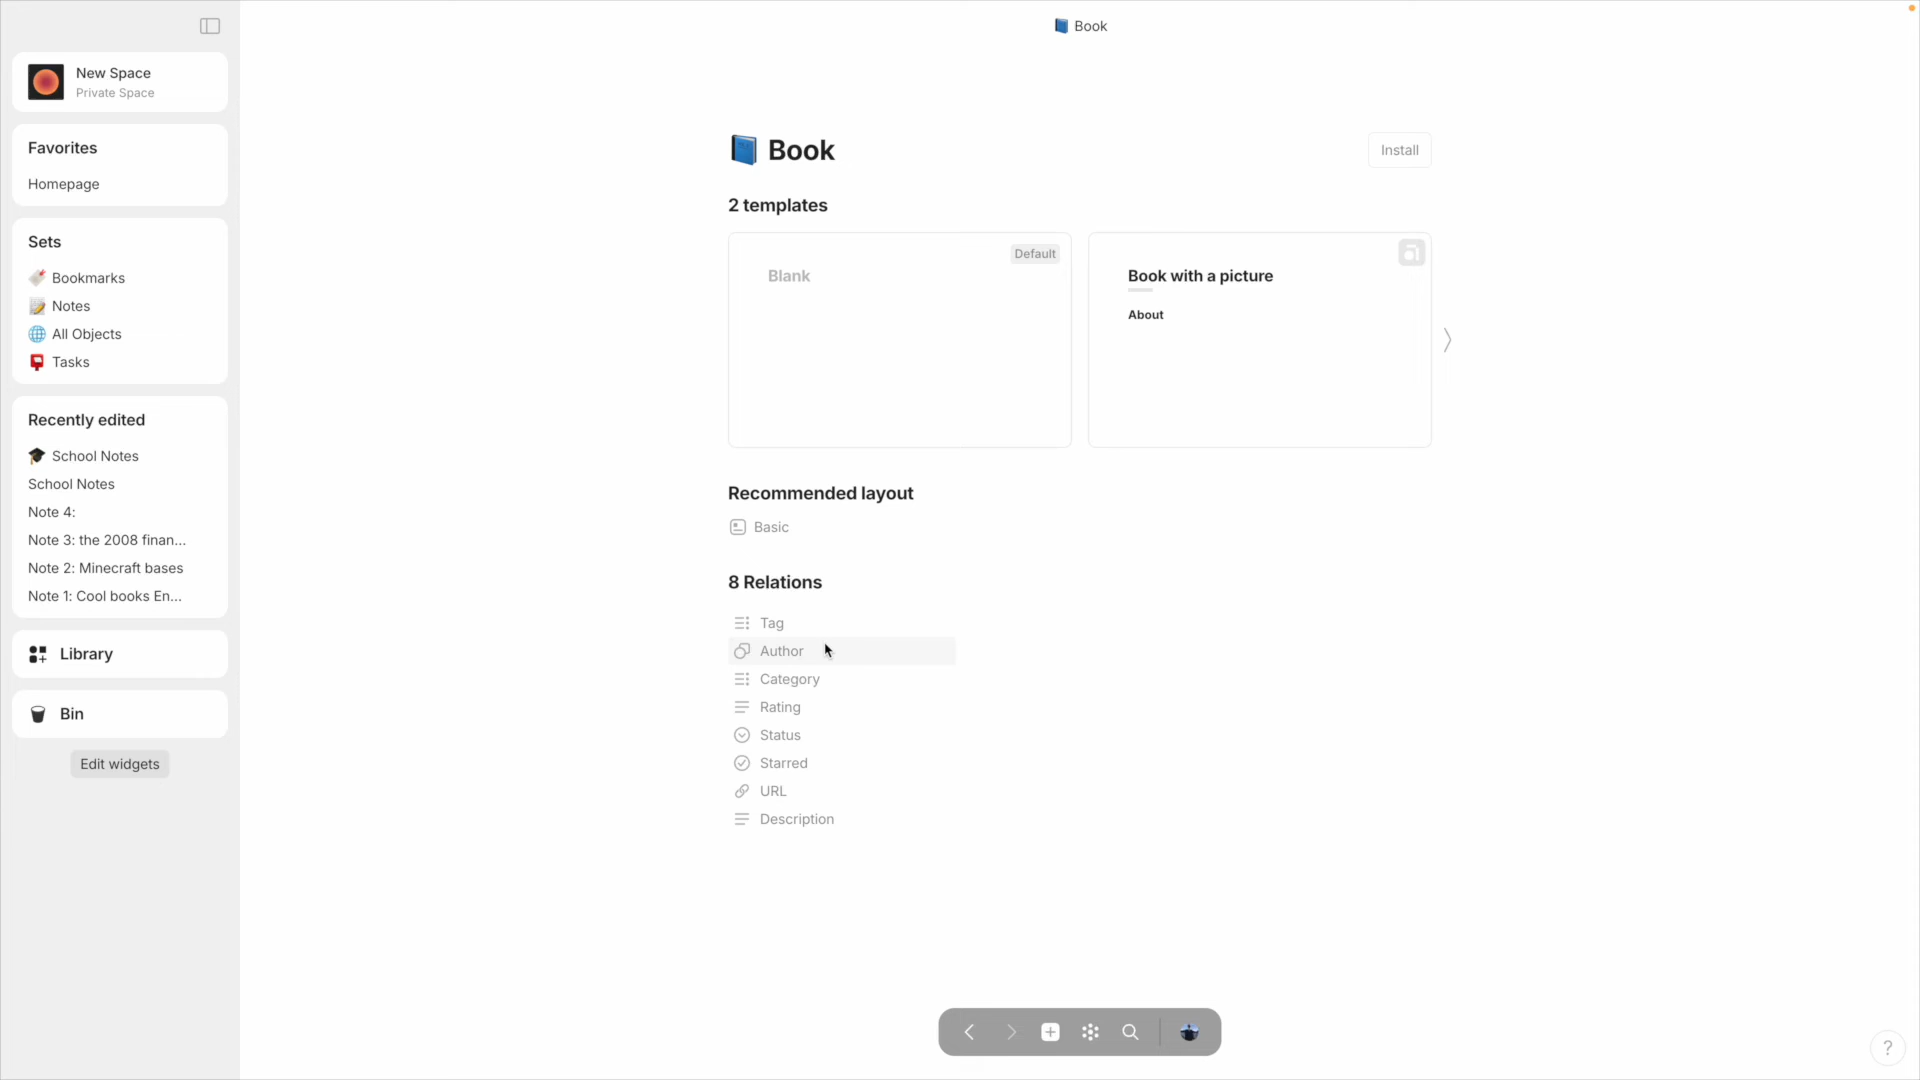 New Space
Private Space
Favorites
Homepage
Sets
Bookmarks
Notes
All Objects
Tasks
Recently edited
School Notes
School Notes
Note 4:
Note 3: the 2008 finan...
Note 2: Minecraft bases
Note 1: Cool books En...
Library
Bin
Edit widgets
Book
Book
Install
2 templates
Default
Blank
Book with a picture
About
Recommended layout
Basic
8 Relations
Tag
Author
Category
Rating
Status
Starred
URL
Description
?